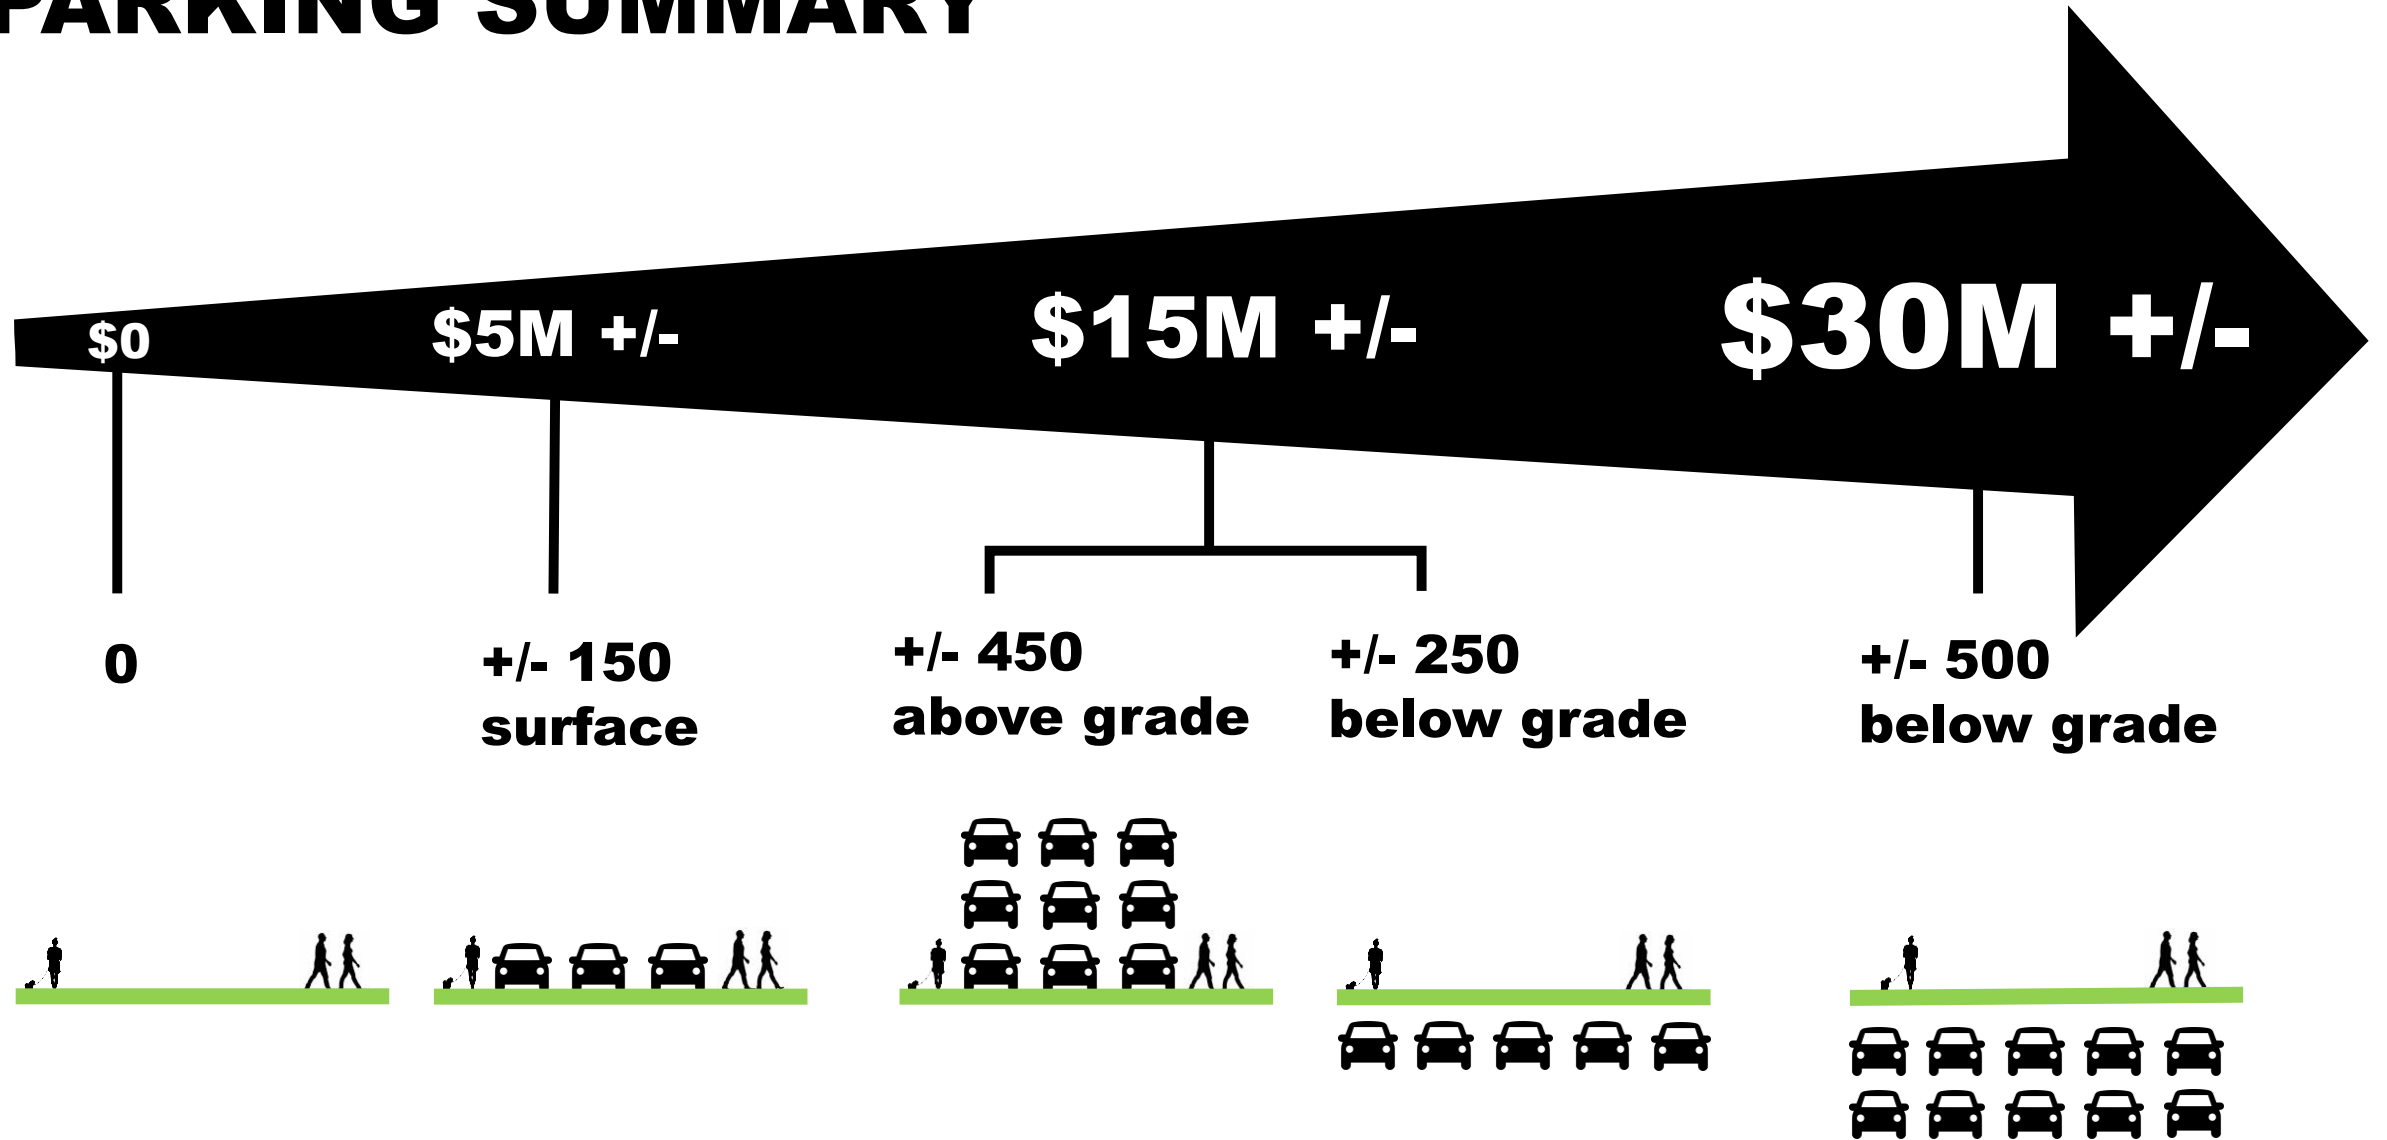 PARKING SUMMARY
$0
$5M +/-
$15M +/-
$30M +/-
0
+/- 150
surface
+/- 450
above grade
+/- 250
below grade
+/- 500
below grade